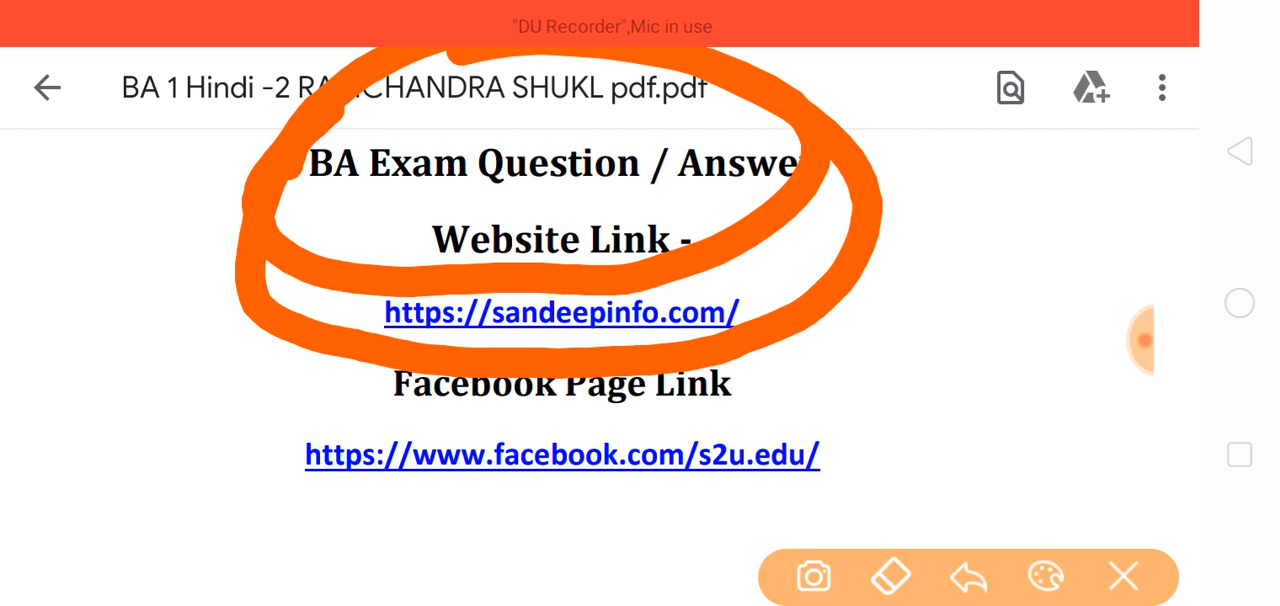 "DU Recorder",Mic in use
BA 1 Hindi -2 CHANDRA SHUKL pdf.pdf
BA Exam Question / Answe
Website Link -
https://sandeepinfo.com/
Facebook Page Link
https://www.facebook.com/s2u.edu/